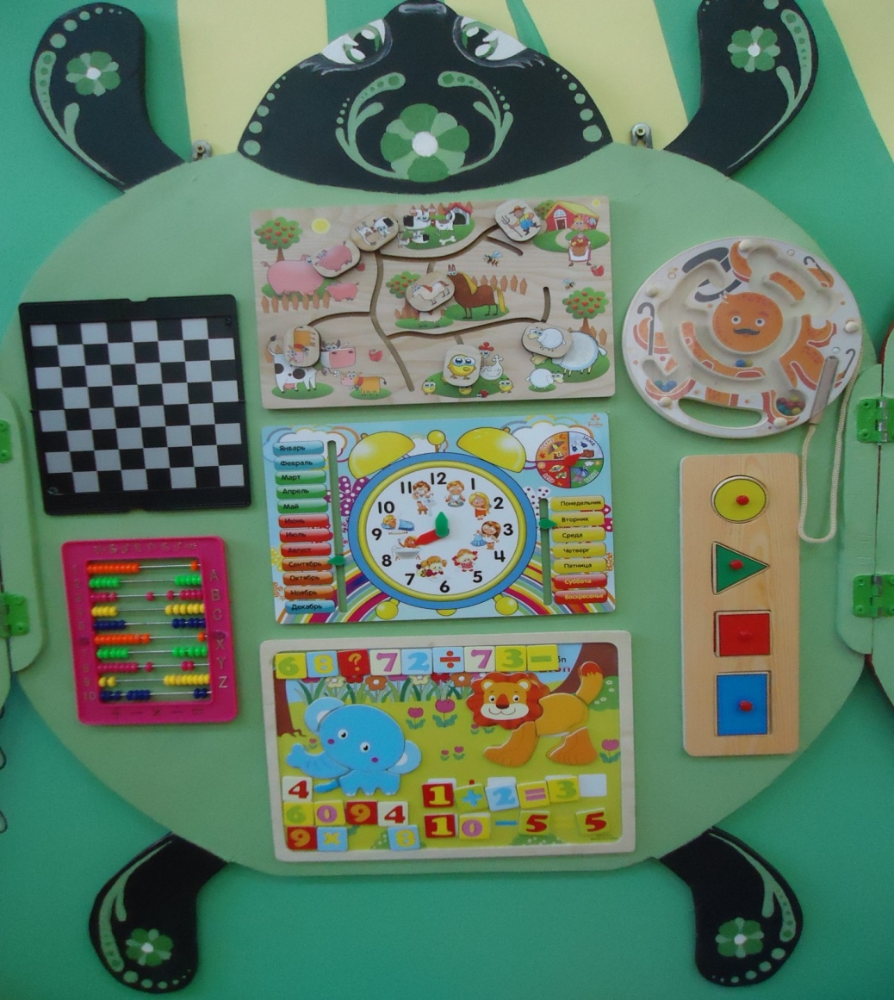 Январь
Февраль
Март
Апрель
Май
Июнь
Июль
Август
Сентябрь
Октябрь
Ноябрь
Декабрь
12
1
2
3
4
5
6
7
8
9
10
11
Понедельник
Вторник
Среда
Четверг
Пятница
Суббота
Воскресенье
A
B
C
X
Y
Z
10
6 8 ? 7 2 ÷ 7 3 −
4
1 + 2 = 3
6 0 9 4
1 0 − 5 5
9 × 8